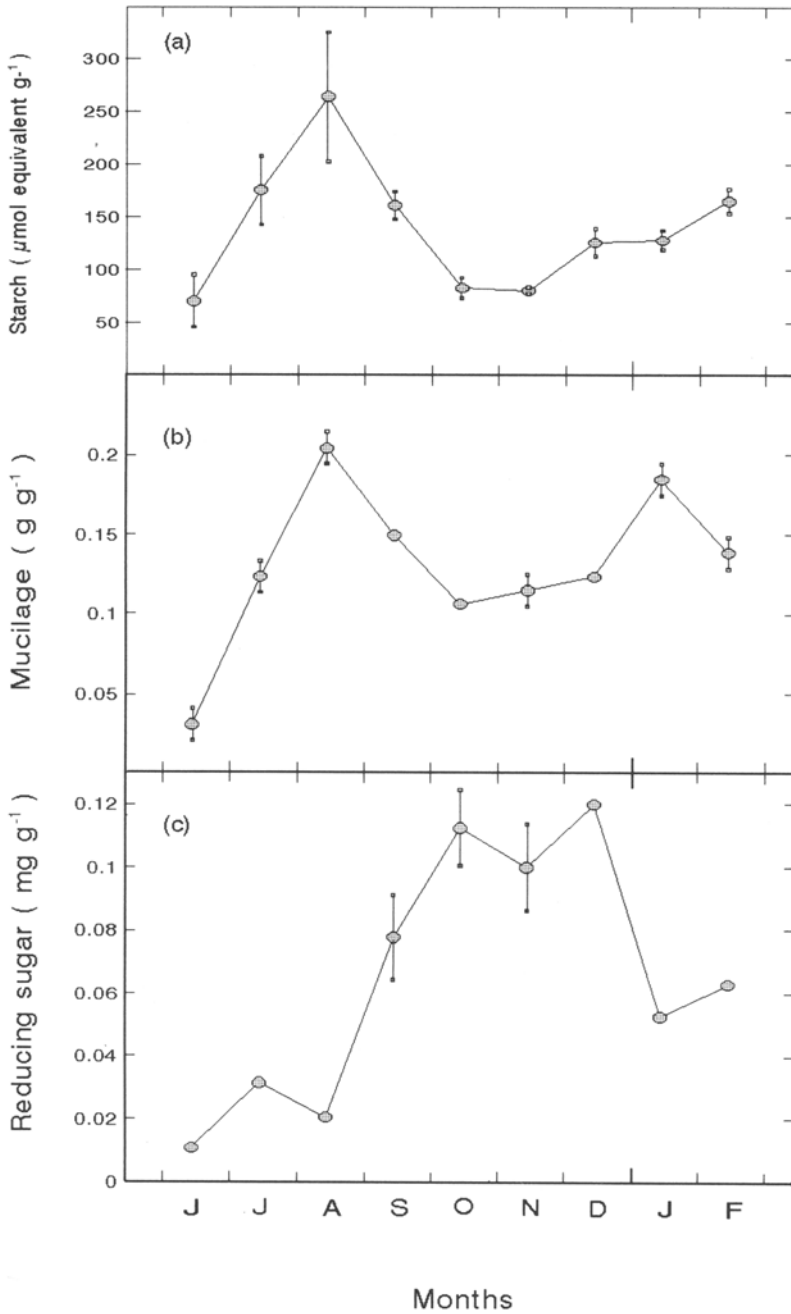 (a)
Starch ( µmol equivalent g-1)
300
250
200
150
100
50
(b)
Mucilage ( g g-1 )
0.2
0.15
0.1
0.05
(c)
Reducing sugar ( mg g-1 )
0.12
0.1
0.08
0.06
0.04
0.02
0
J J A S O N D J F
Months